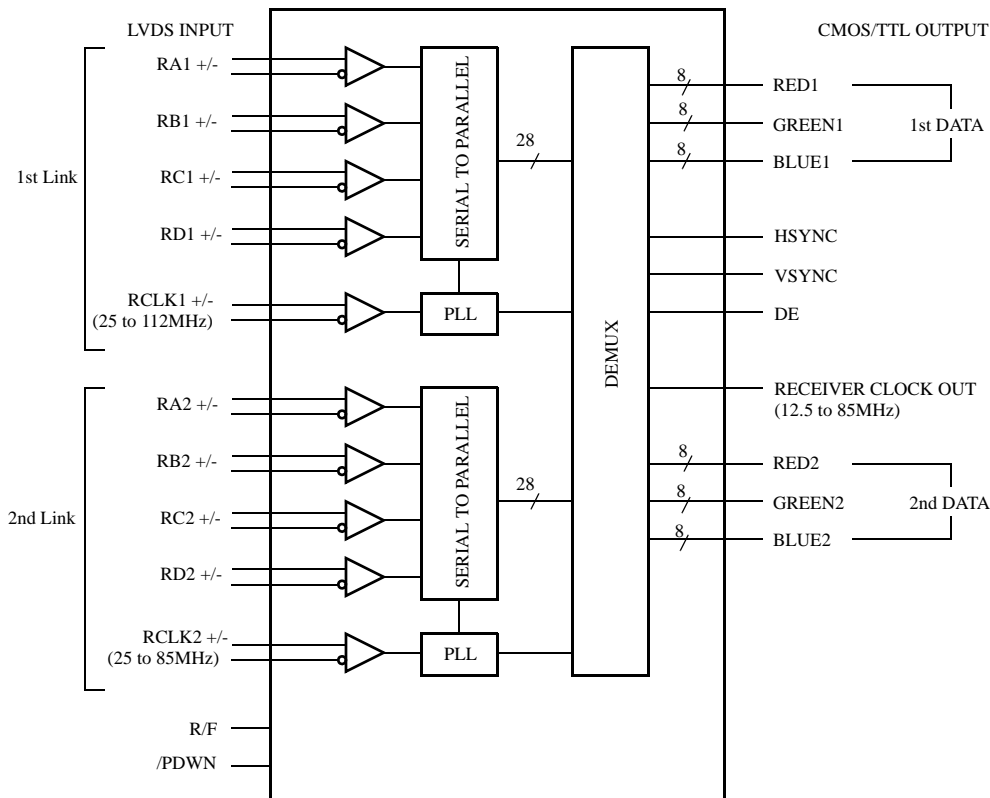 LVDS INPUT
CMOS/TTL OUTPUT
1st Link
RA1 +/-
RB1 +/-
RC1 +/-
RD1 +/-
RCLK1 +/-
(25 to 112MHz)
SERIAL TO PARALLEL
PLL
28
DEMUX
8
RED1
8
GREEN1
8
BLUE1
1st DATA
HSYNC
VSYNC
DE
RECEIVER CLOCK OUT
(12.5 to 85MHz)
2nd Link
RA2 +/-
RB2 +/-
RC2 +/-
RD2 +/-
RCLK2 +/-
(25 to 85MHz)
SERIAL TO PARALLEL
PLL
28
8
RED2
8
GREEN2
8
BLUE2
2nd DATA
R/F
/PDWN